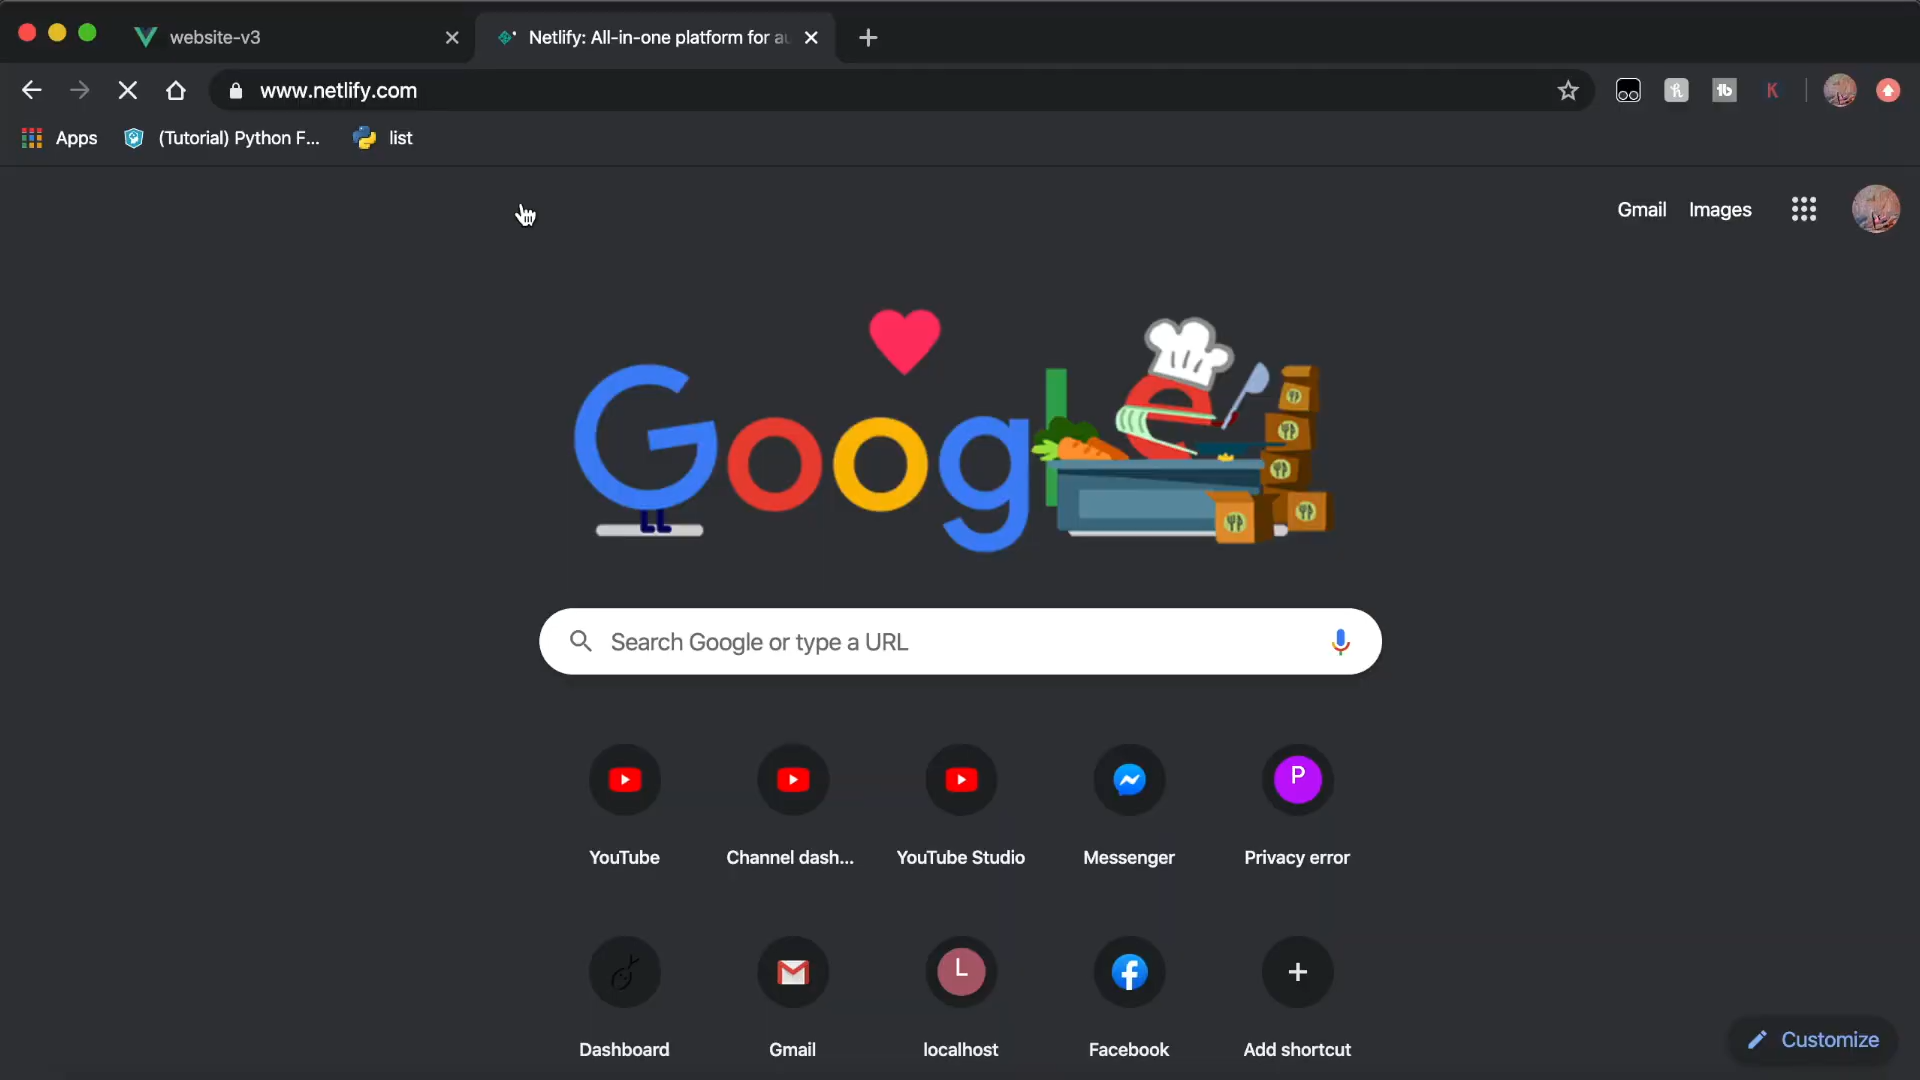 website-v3
Netlify: All-in-one platform for au
www.netlify.com
tb
K
Apps
(Tutorial) Python F...
list
Gmail
Images
Google
Search Google or type a URL
P
YouTube
Channel dash...
YouTube Studio
Messenger
Privacy error
L
Dashboard
Gmail
localhost
Facebook
Add shortcut
Customize